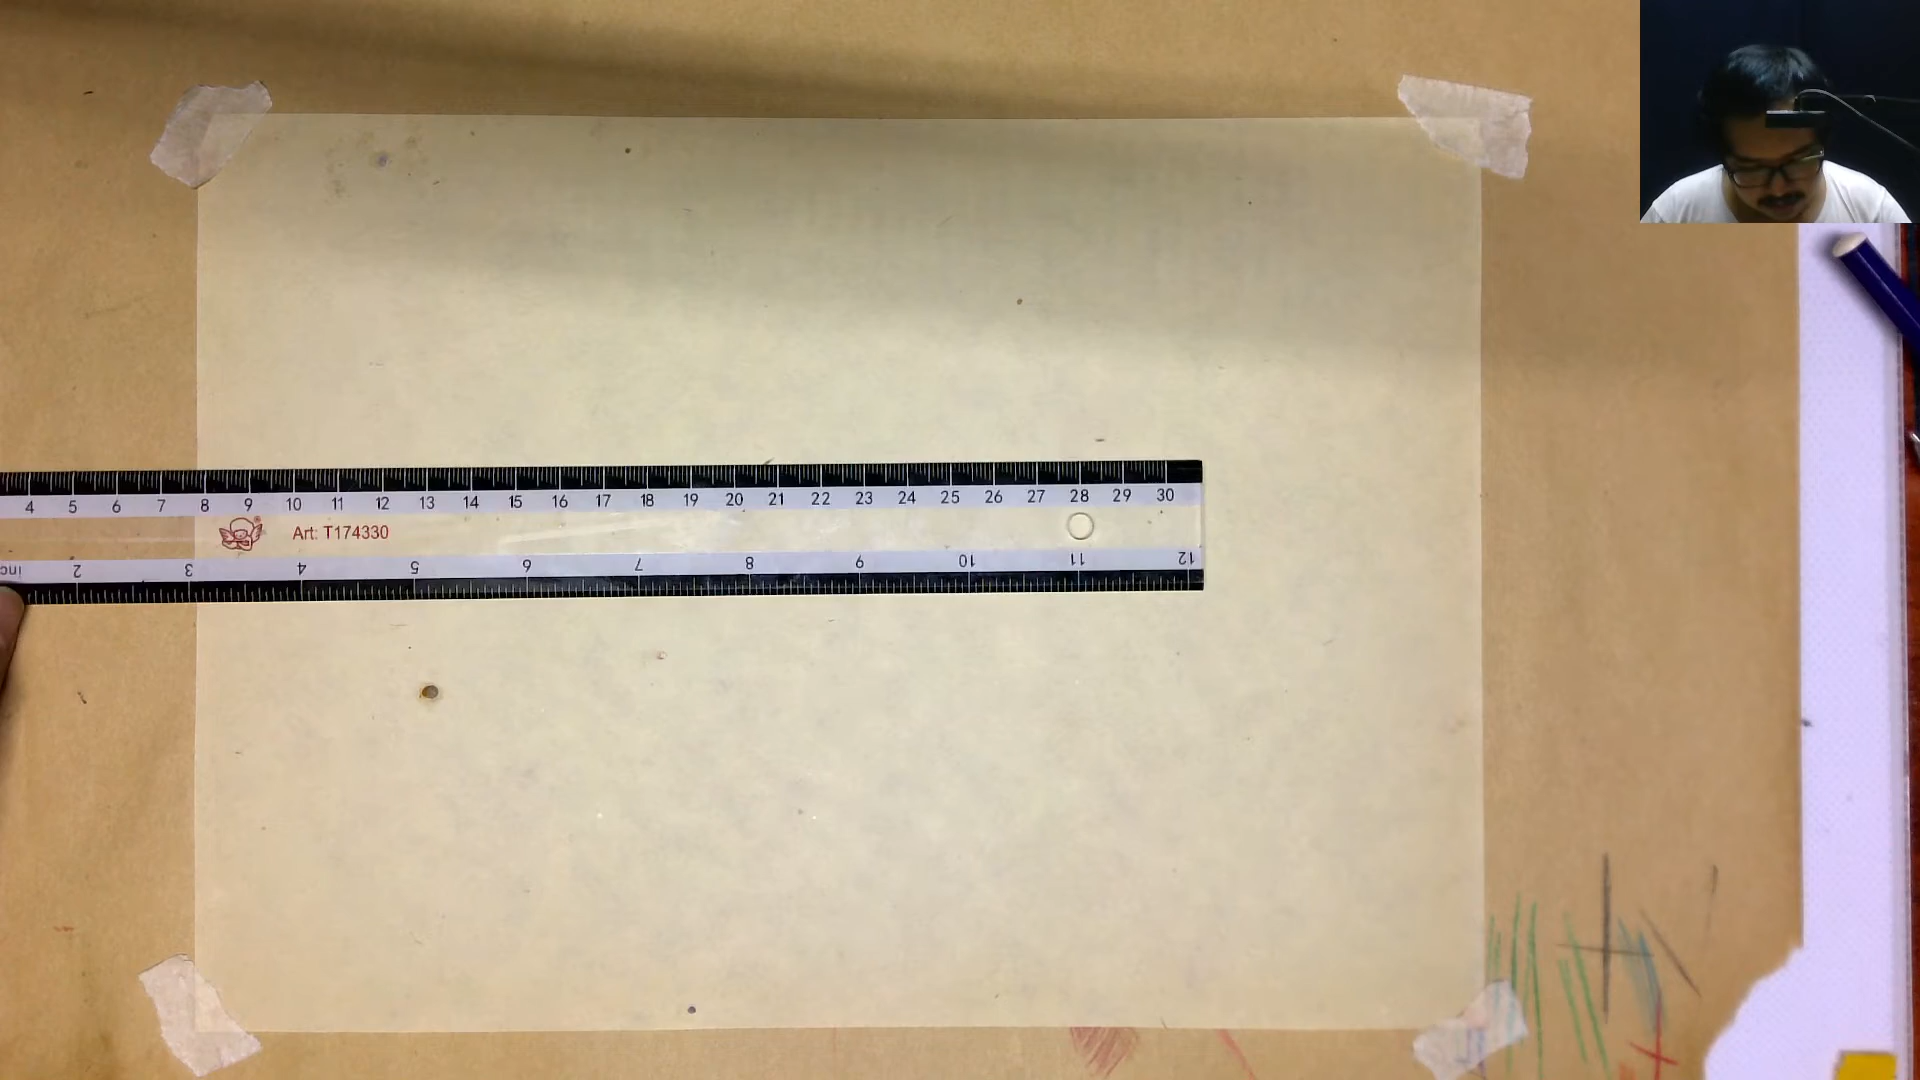 4 5 6 7 8 9 10 11 12 13 14 15 16 17 18 19 20 21 22 23 24 25 26 27 28 29 30
Art: T174330
inc 2 3 4 5 6 7 8 9 10 11 12